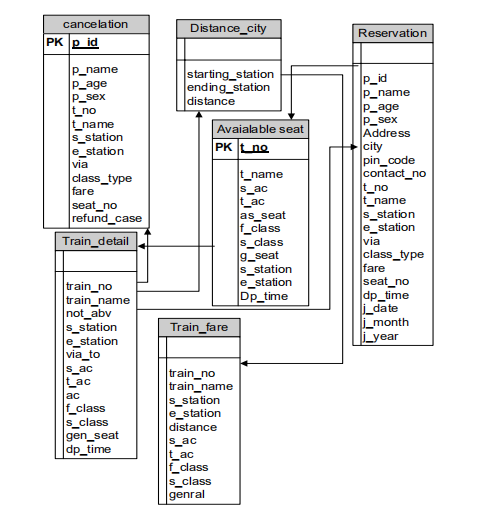 cancelation
PK p_id
p_name
p_age
p_sex
t_no
t_name
s_station
e_station
via
class_type
fare
seat_no
refund_case
Distance_city
starting_station
ending_station
distance
Reservation
p_id
p_name
p_age
p_sex
Address
city
pin_code
contact_no
t_no
t_name
s_station
e_station
via
class_type
fare
seat_no
dp_time
j_date
j_month
j_year
Avaialable seat
PK t_no
t_name
s_ac
t_ac
as_seat
f_class
s_class
g_seat
s_station
e_station
Dp_time
Train_detail
train_no
train_name
not_abv
s_station
e_station
via_to
s_ac
t_ac
ac
f_class
s_class
gen_seat
dp_time
Train_fare
train_no
train_name
s_station
e_station
distance
s_ac
t_ac
f_class
s_class
genral